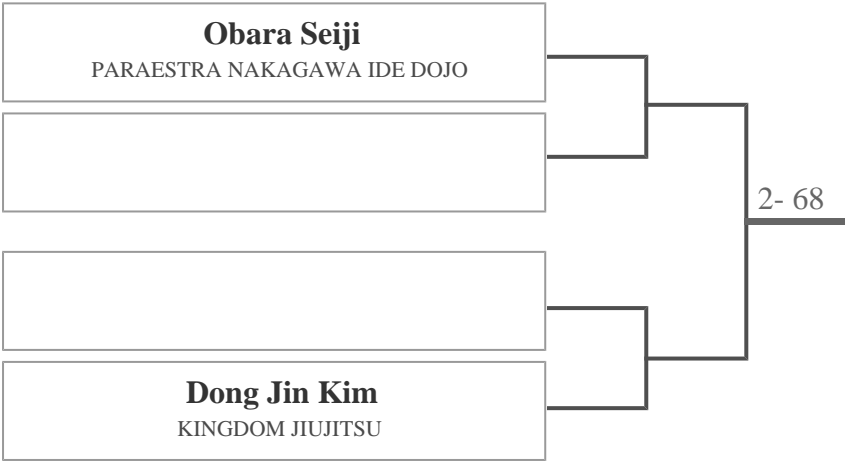 Obara Seiji
PARAESTRA NAKAGAWA IDE DOJO
2- 68
Dong Jin Kim
KINGDOM JIUJITSU